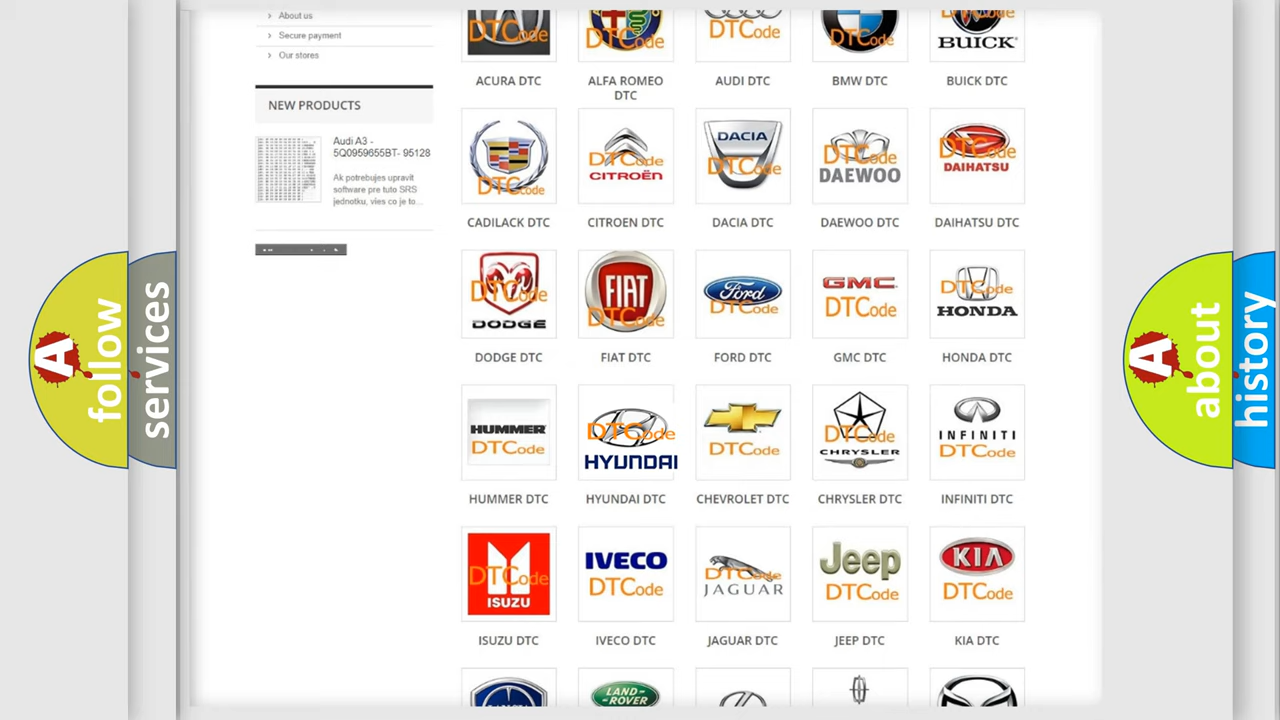 About us
Secure payment
Our stores
NEW PRODUCTS
Audi A3 -
5Q0959655BT- 95128
Ak potrebujes upravit
software pre tuto SRS
jednotku, vies co je to...
DTCode
DTCode
DTCode
DTCode
BUICK
ACURA DTC
ALFA ROMEO
DTC
AUDI DTC
BMW DTC
BUICK DTC
DTCode
DTCode
CITROËN
DACIA
DTCode
DTCode
DAEWOO
DTCode
DAIHATSU
CADILACK DTC
CITROEN DTC
DACIA DTC
DAEWOO DTC
DAIHATSU DTC
DTCode
DODGE
FIAT
DTCode
Ford
DTCode
GMC
DTCode
DTCode
HONDA
DODGE DTC
FIAT DTC
FORD DTC
GMC DTC
HONDA DTC
HUMMER
DTCode
DTCode
HYUNDAI
DTCode
DTCode
CHRYSLER
INFINITI
DTCode
HUMMER DTC
HYUNDAI DTC
CHEVROLET DTC
CHRYSLER DTC
INFINITI DTC
DTCode
ISUZU
IVECO
DTCode
DTCode
JAGUAR
Jeep
DTCode
KIA
DTCode
ISUZU DTC
IVECO DTC
JAGUAR DTC
JEEP DTC
KIA DTC
LAND-
ROVER
A
follow
services
A
about
history